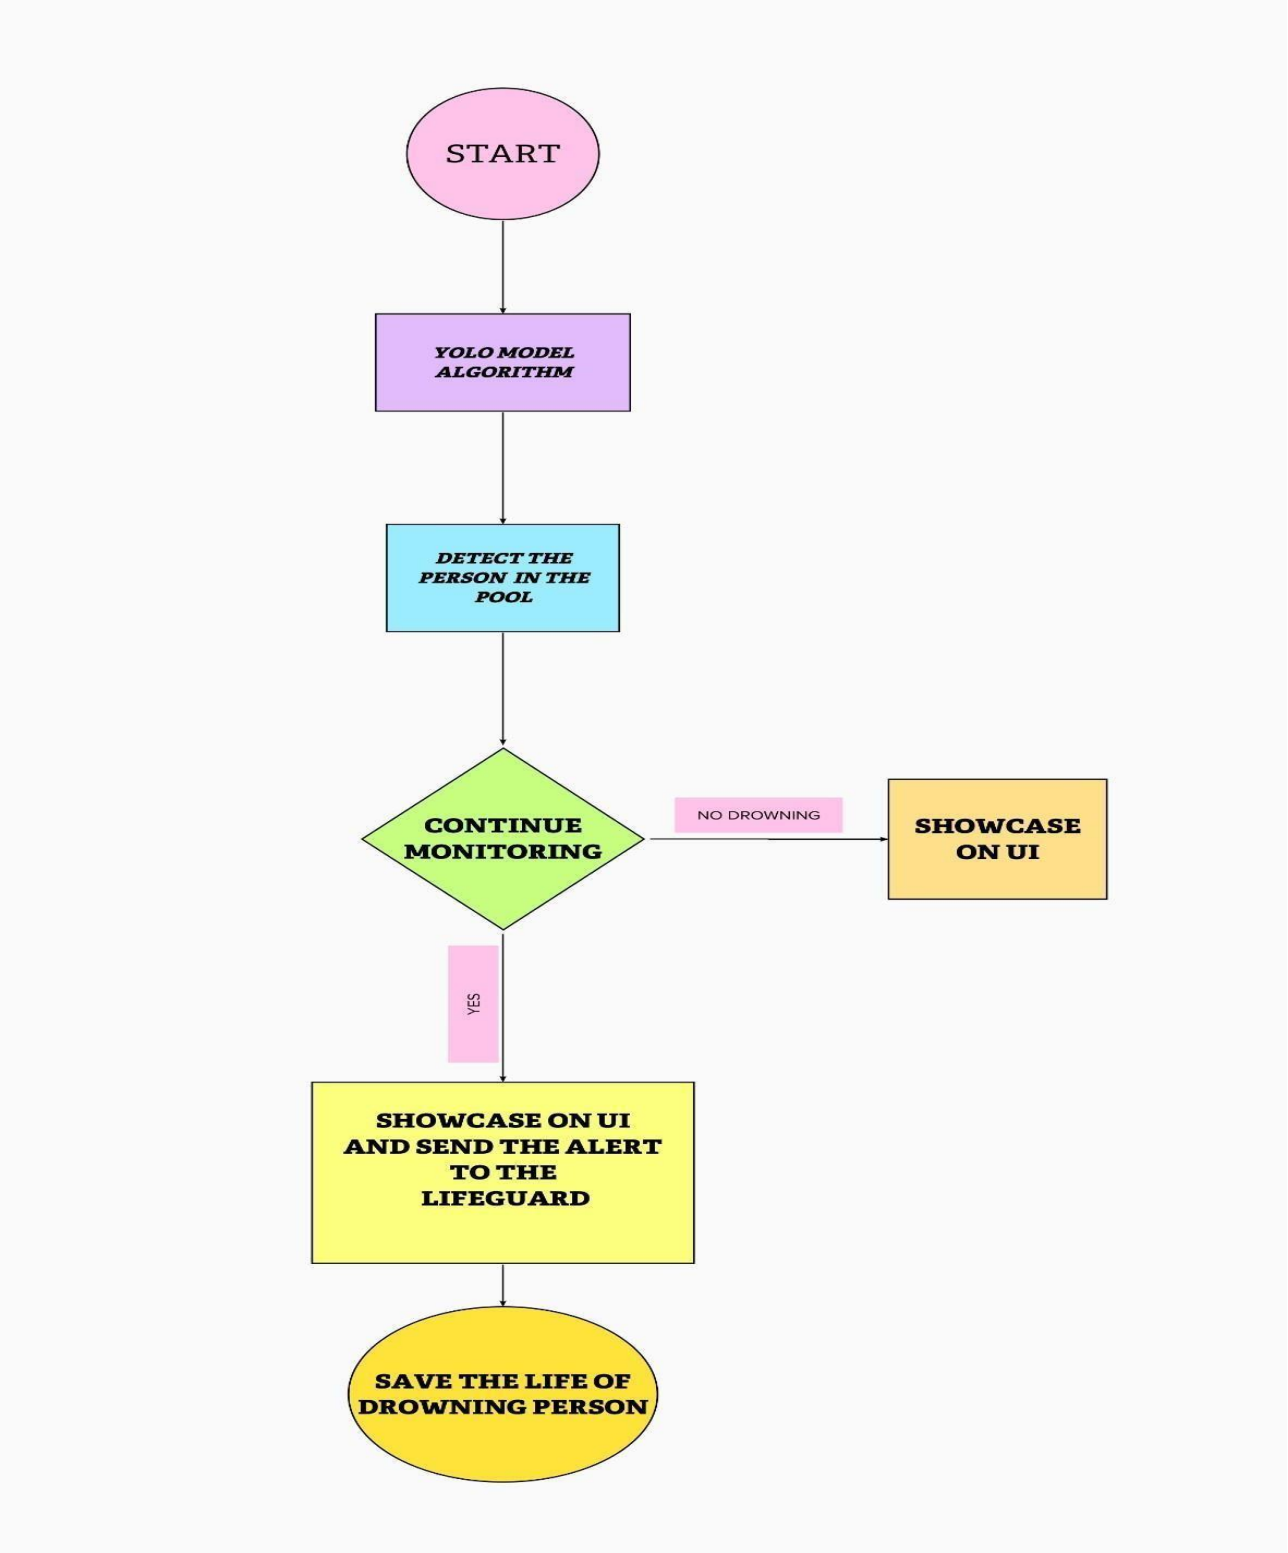 START
YOLO MODEL
ALGORITHM
DETECT THE
PERSON IN THE
POOL
CONTINUE
MONITORING
NO DROWNING
SHOWCASE
ON UI
YES
SHOWCASE ON UI
AND SEND THE ALERT
TO THE
LIFEGUARD
SAVE THE LIFE OF
DROWNING PERSON